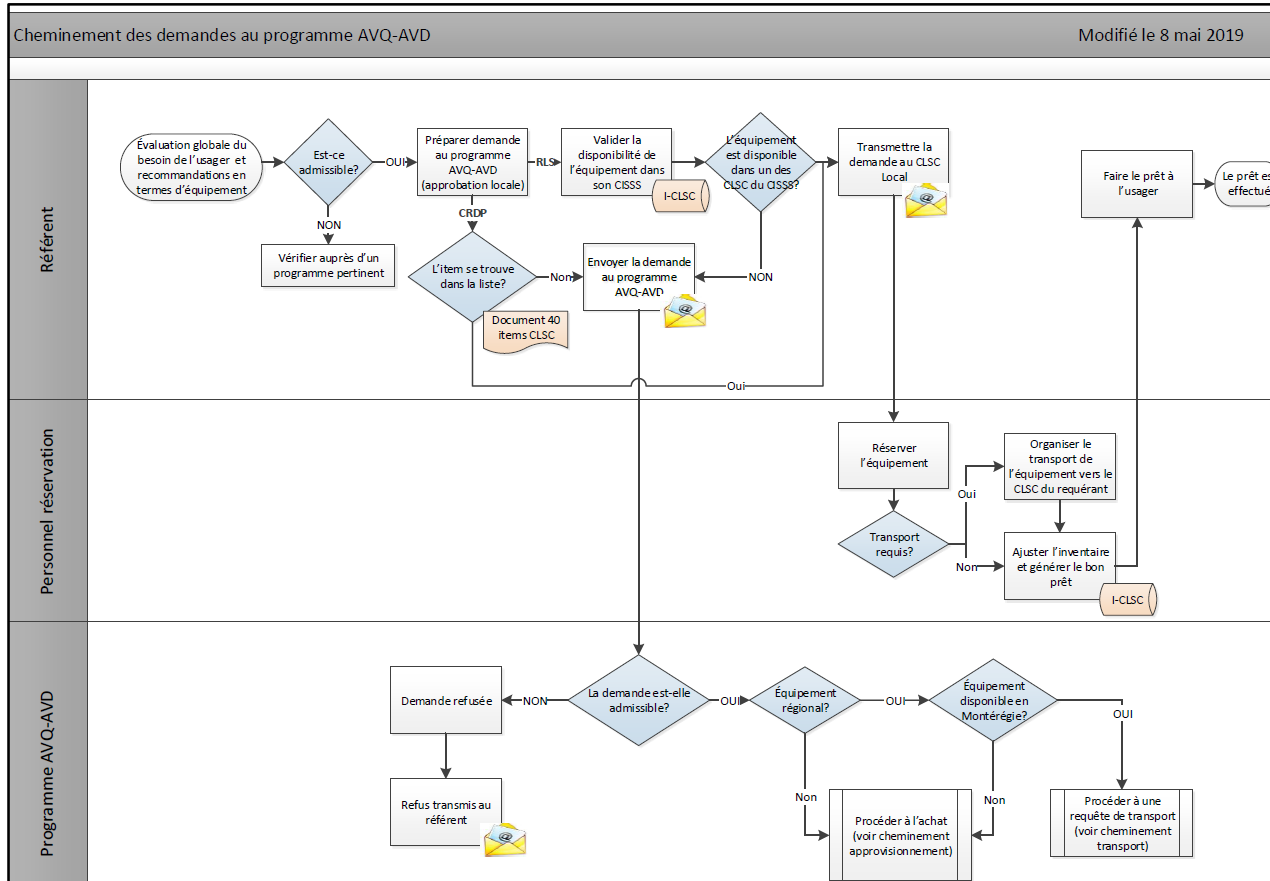 Cheminement des demandes au programme AVQ-AVD
Modifié le 8 mai 2019
Référent
Évaluation globale du
besoin de l'usager et
recommandations en
termes d'équipement
Est-ce
admissible?
OUI
NON
Vérifier auprès d'un
programme pertinent
Préparer demande
au programme
AVQ-AVD
(approbation locale)
RLS
CRDP
Valider la
disponibilité de
l'équipement dans
son CISSS
I-CLSC
L'équipement
est disponible
dans un des
CLSC du CISSS?
NON
Transmettre la
demande au CLSC
Local
Faire le prêt à
l'usager
Le prêt es
effectué
L'item se trouve
dans la liste?
Non
Document 40
items CLSC
Oui
Envoyer la demande
au programme
AVQ-AVD
Personnel réservation
Réserver
l'équipement
Transport
requis?
Oui
Non
Organiser le
transport de
l'équipement vers le
CLSC du requérant
Ajuster l'inventaire
et générer le bon
prêt
I-CLSC
Programme AVQ-AVD
La demande est-elle
admissible?
NON
Demande refusée
Refus transmis au
référent
OUI
Équipement
régional?
OUI
Non
Équipement
disponible en
Montérégie?
OUI
Non
Procéder à l'achat
(voir cheminement
approvisionnement)
Procéder à une
requête de transport
(voir cheminement
transport)